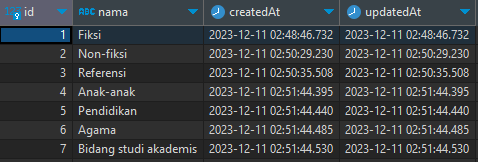 id ABC nama createdAt updatedAt
1 Fiksi 2023-12-11 02:48:46.732 2023-12-11 02:48:46.732
2 Non-fiksi 2023-12-11 02:50:29.230 2023-12-11 02:50:29.230
3 Referensi 2023-12-11 02:50:35.508 2023-12-11 02:50:35.508
4 Anak-anak 2023-12-11 02:51:44.395 2023-12-11 02:51:44.395
5 Pendidikan 2023-12-11 02:51:44.440 2023-12-11 02:51:44.440
6 Agama 2023-12-11 02:51:44.485 2023-12-11 02:51:44.485
7 Bidang studi akademis 2023-12-11 02:51:44.530 2023-12-11 02:51:44.530